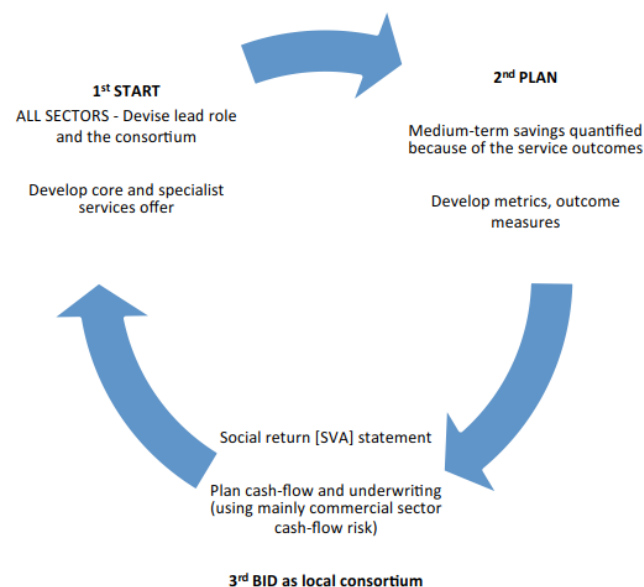 1st START
ALL SECTORS - Devise lead role
and the consortium
Develop core and specialist
services offer
2nd PLAN
Medium-term savings quantified
because of the service outcomes
Develop metrics, outcome
measures
Social return [SVA] statement
Plan cash-flow and underwriting
(using mainly commercial sector
cash-flow risk)
3rd BID as local consortium